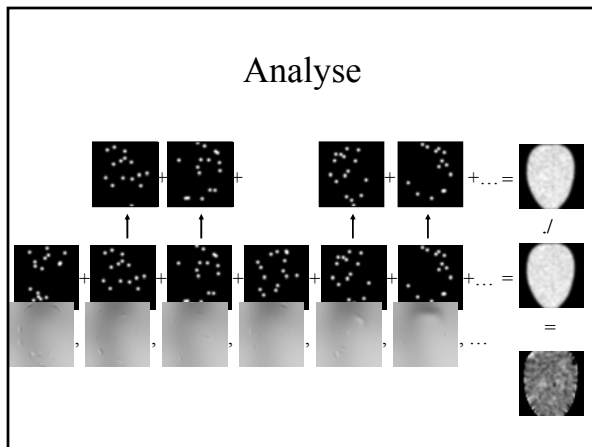 Analyse
+ + + +… =
./
+ + + + + +… =
, , , , , , … =